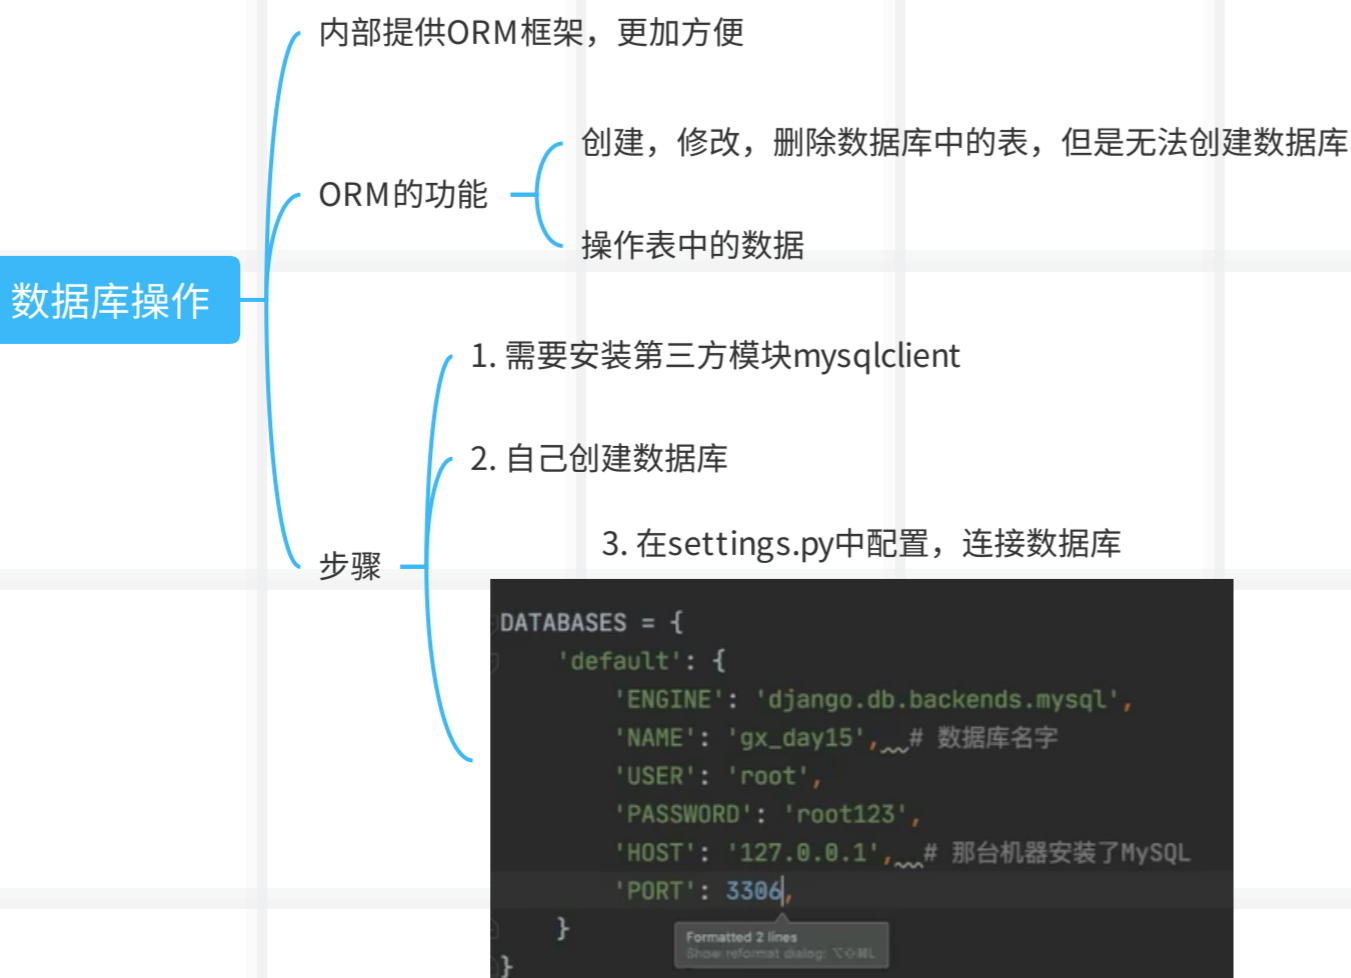 内部提供ORM框架，更加方便
创建，修改，删除数据库中的表，但是无法创建数据库
ORM的功能
操作表中的数据
数据库操作
1. 需要安装第三方模块mysqlclient
2. 自己创建数据库
步骤
3. 在settings.py中配置，连接数据库
DATABASES = {
'default': {
'ENGINE': 'django.db.backends.mysql',
'NAME': 'gx_day15', # 数据库名字
'USER': 'root',
'PASSWORD': 'root123',
'HOST': '127.0.0.1', # 那台机器安装了MySQL
'PORT': 3306,
}
Formatted 2 lines
Show reformat dialog: ⌥⇧⌘L
}